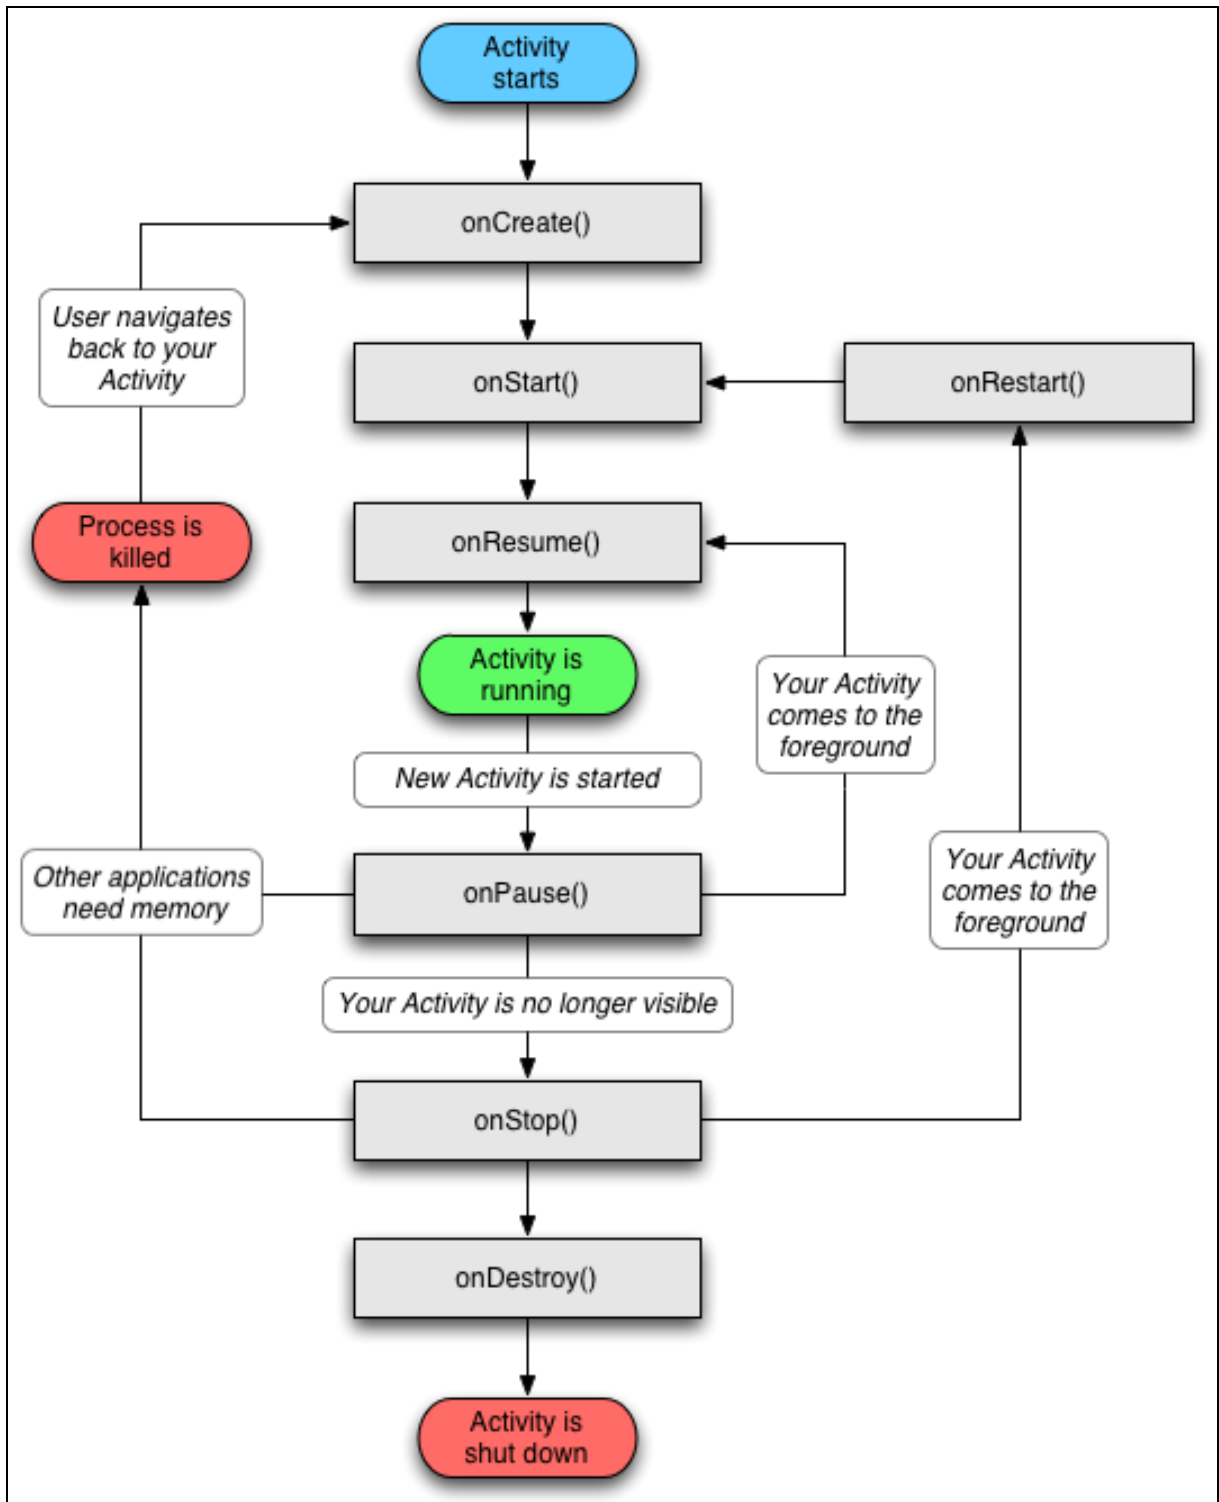 Activity
starts
onCreate()
User navigates
back to your
Activity
onStart()
onRestart()
Process is
killed
onResume()
Activity is
running
Your Activity
comes to the
foreground
New Activity is started
Other applications
need memory
onPause()
Your Activity
comes to the
foreground
Your Activity is no longer visible
onStop()
onDestroy()
Activity is
shut down